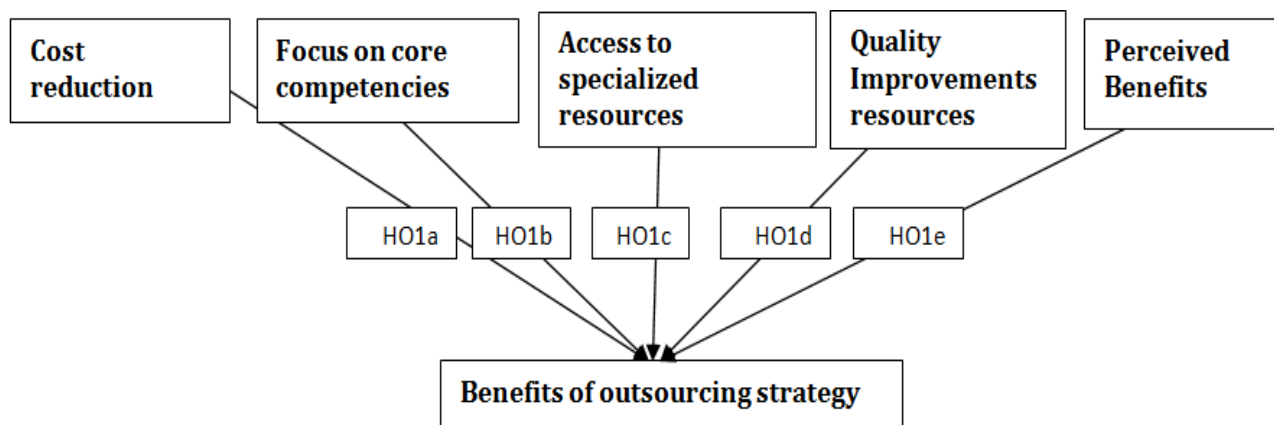 Cost
reduction
Focus on core
competencies
Access to
specialized
resources
Quality
Improvements
resources
Perceived
Benefits
HO1a
HO1b
HO1c
HO1d
HO1e
Benefits of outsourcing strategy